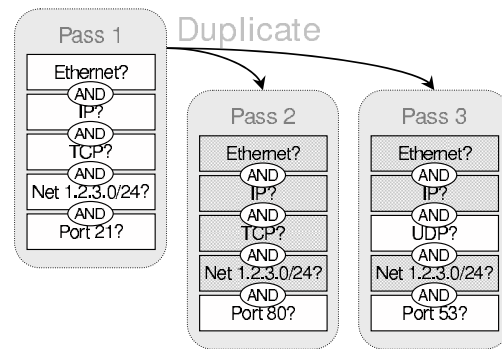 Pass 1
Duplicate
Ethernet?
AND
IP?
AND
TCP?
AND
Net 1.2.3.0/24?
AND
Port 21?
Pass 2
Ethernet?
AND
IP?
AND
TCP?
AND
Net 1.2.3.0/24?
AND
Port 80?
Pass 3
Ethernet?
AND
IP?
AND
UDP?
AND
Net 1.2.3.0/24?
AND
Port 53?